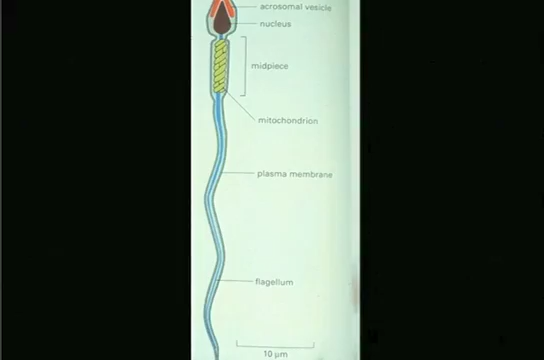 acrosomal vesicle
nucleus
midpiece
mitochondrion
plasma membrane
flagellum
10 μm